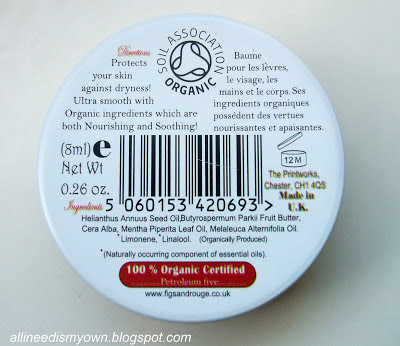 SOIL ASSOCIATION
ORGANIC
Directions
Protects
your skin
against dryness!
Ultra smooth with
Organic ingredients which are
both Nourishing and Soothing!
Baume
pour les lèvres,
le visage, les
mains et le corps. Ses
ingredients organiques
possédent des vertues
nourissantes et apaisantes.
(8ml) e
Net Wt
0.26 oz.
12 M
The Printworks,
Chester, CH1 4QS
Made in
U.K.
5 060153 420693 >
Ingredients
Helianthus Annus Seed Oil,Butyrospermum Parkii Fruit Butter,
Cera Alba, Mentha Piperita Leaf Oil, Melaleuca Alternifolia Oil.
*Limonene, *Linalool. (Organically Produced)
*(Naturally occurring component of essential oils).
100 % Organic Certified
Petroleum free
www.figsandrouge.co.uk
allineedismyown.blogspot.com